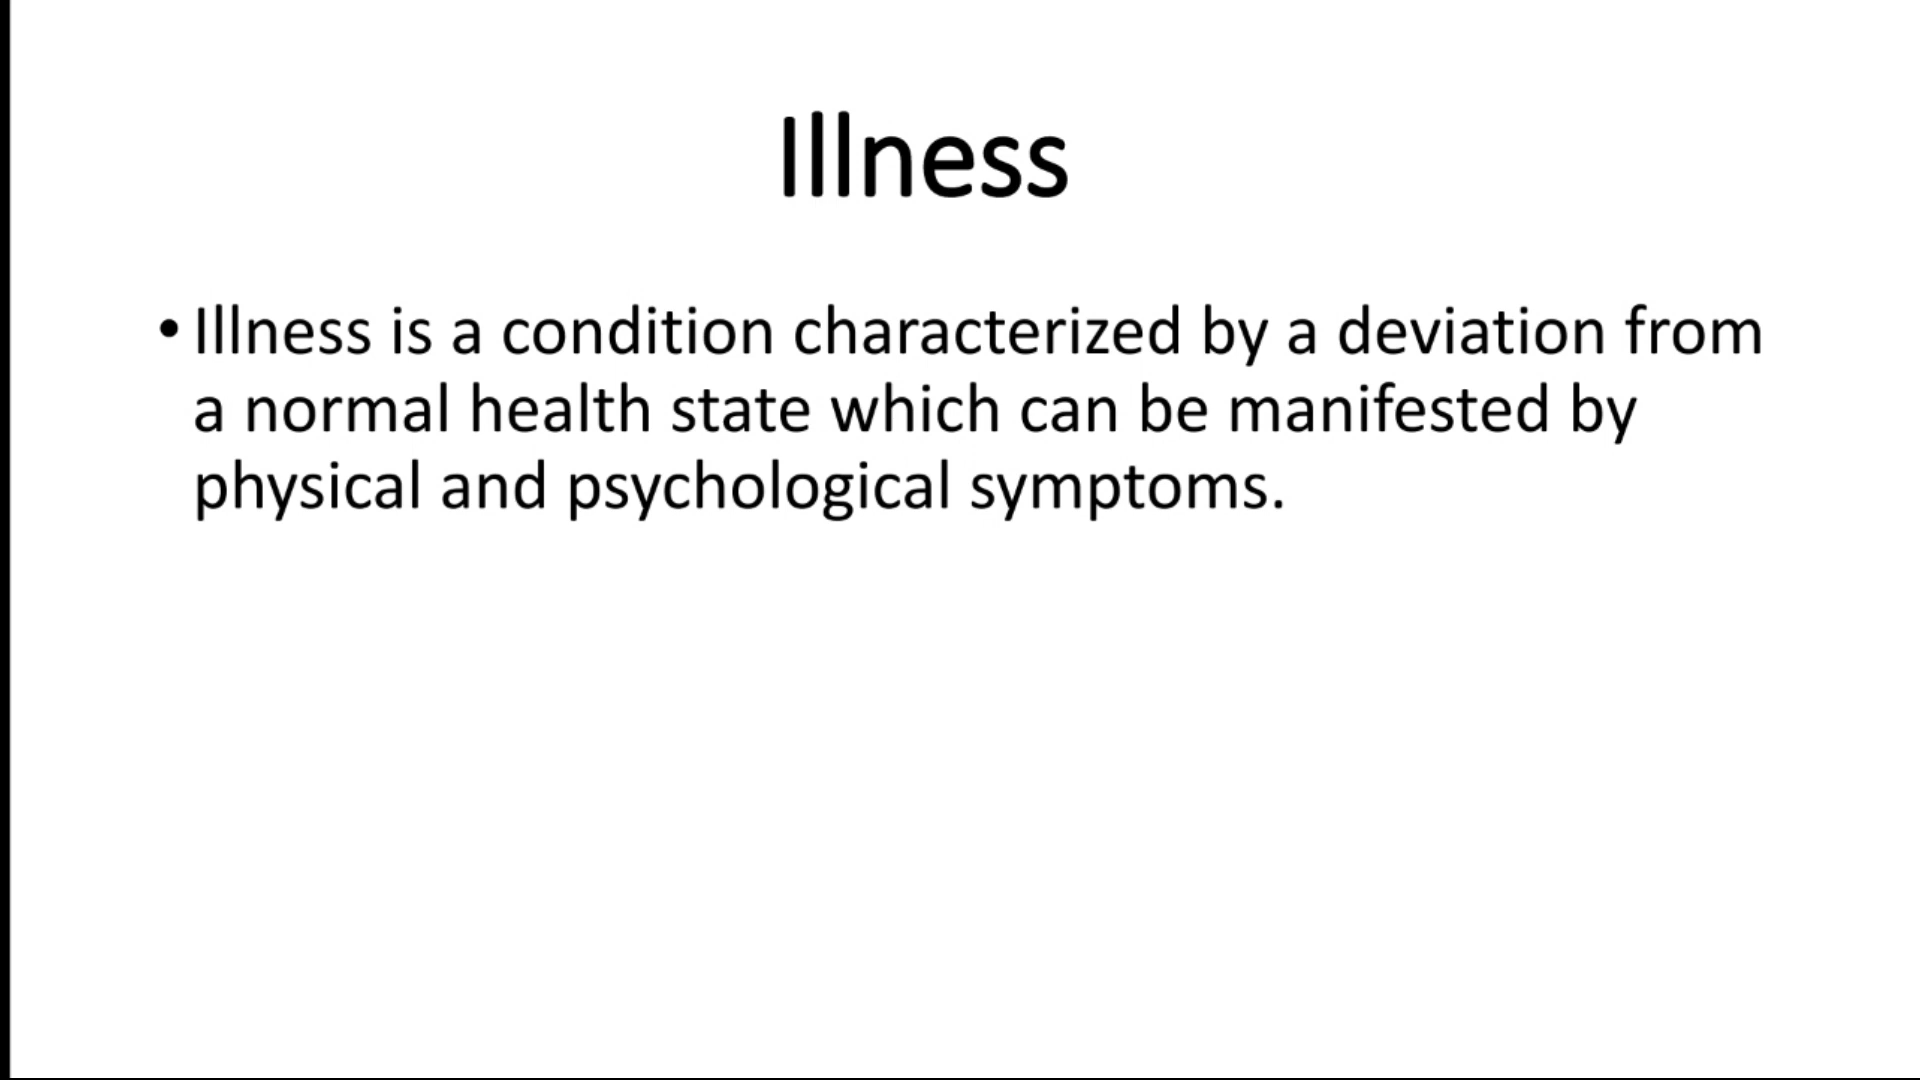 Illness
• Illness is a condition characterized by a deviation from
a normal health state which can be manifested by
physical and psychological symptoms.